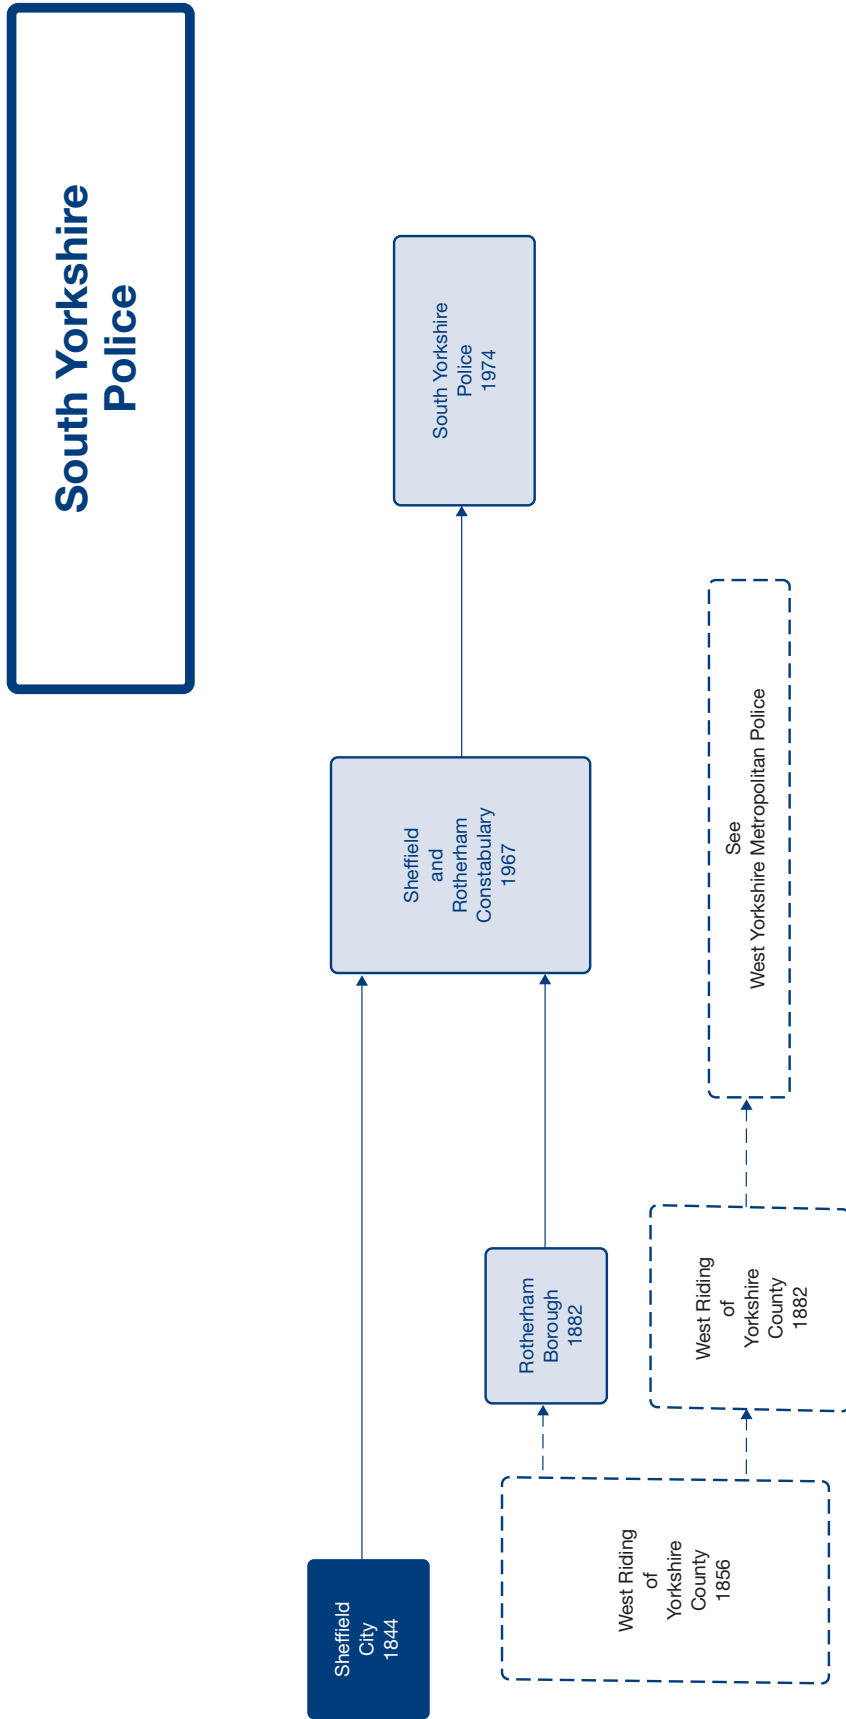 South Yorkshire
Police
Sheffield
City
1844
West Riding
of
Yorkshire
County
1856
Rotherham
Borough
1882
West Riding
of
Yorkshire
County
1882
Sheffield
and
Rotherham
Constabulary
1967
See
West Yorkshire Metropolitan Police
South Yorkshire
Police
1974